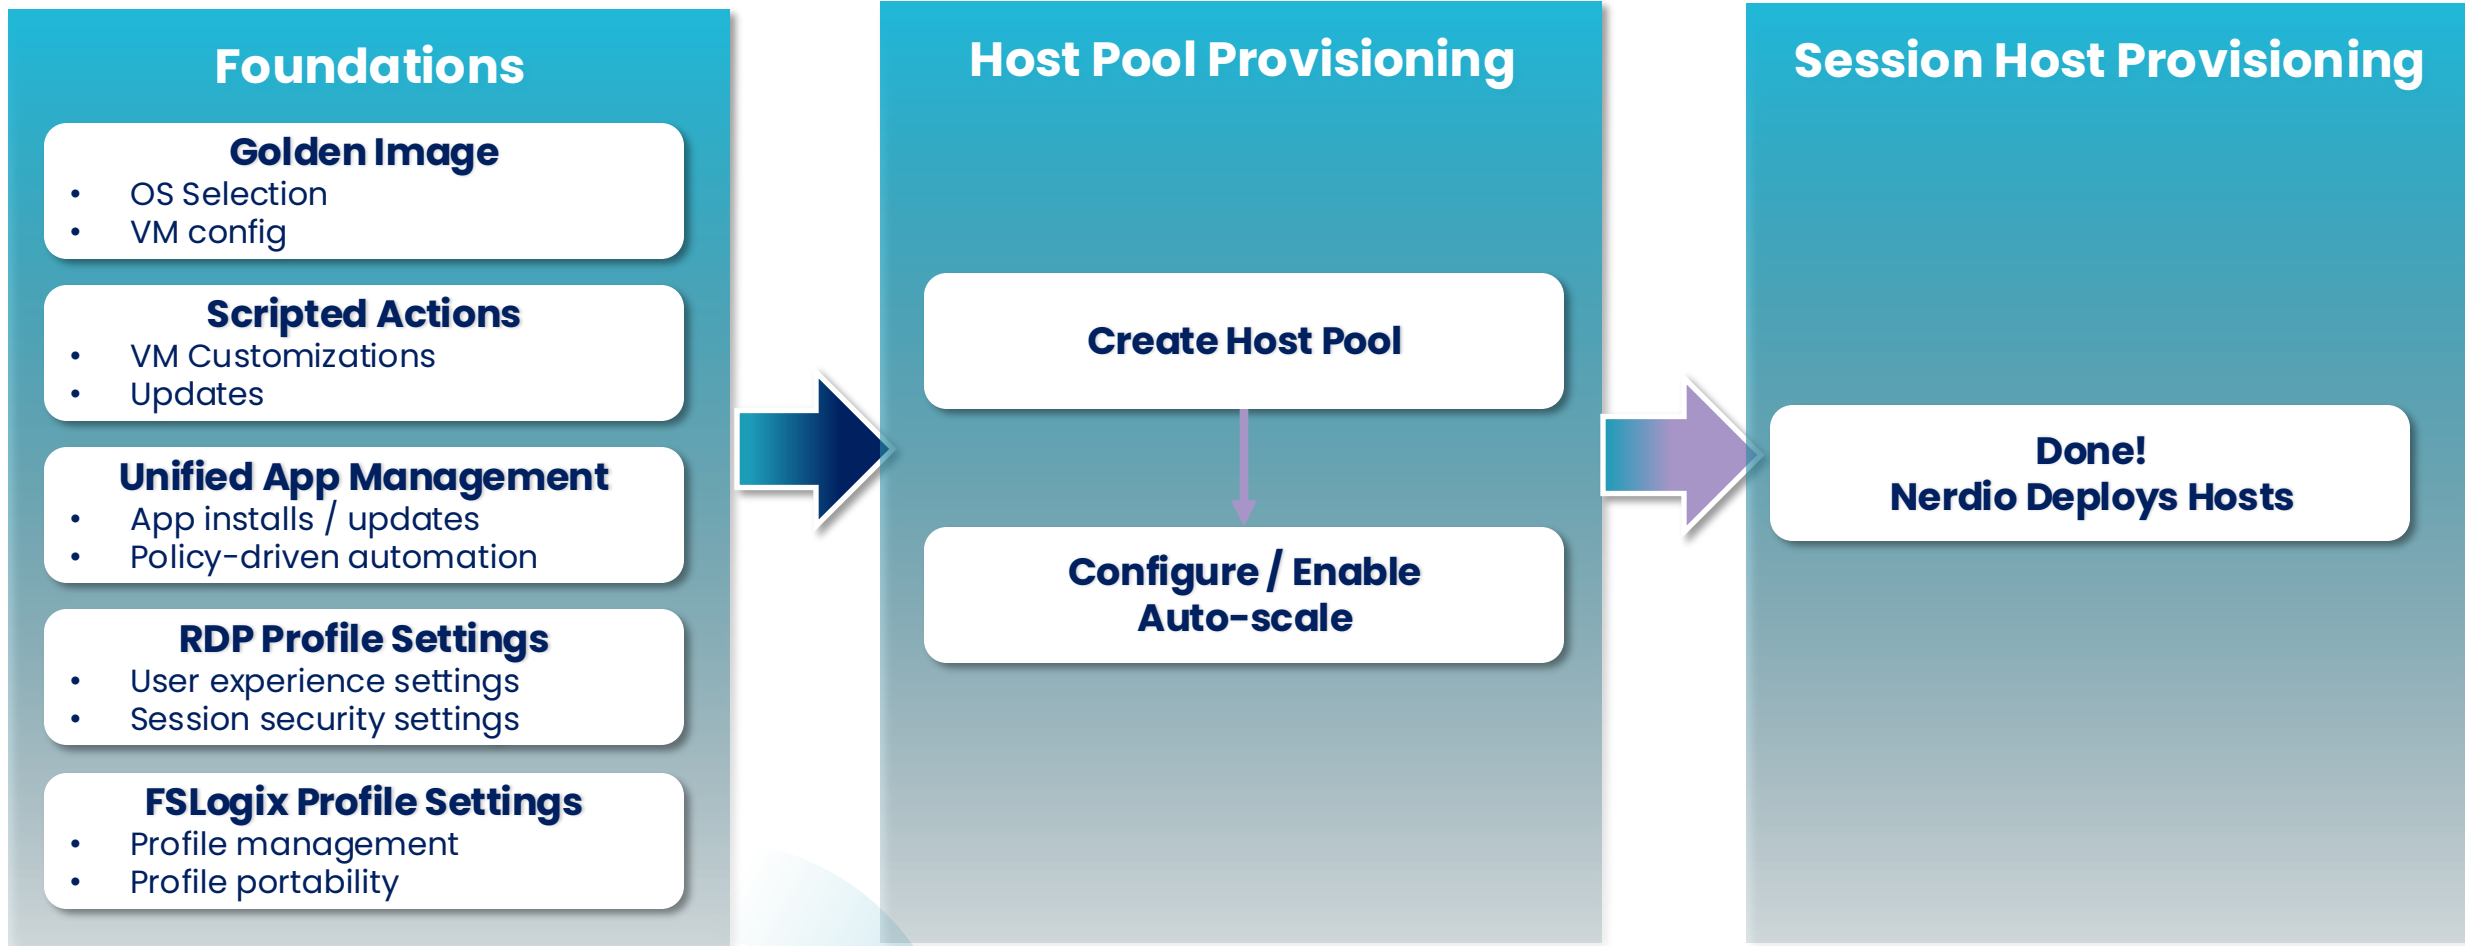 Foundations
Golden Image
• OS Selection
• VM config
Scripted Actions
• VM Customizations
• Updates
Unified App Management
• App installs / updates
• Policy-driven automation
RDP Profile Settings
• User experience settings
• Session security settings
FSLogix Profile Settings
• Profile management
• Profile portability
Host Pool Provisioning
Create Host Pool
Configure / Enable
Auto-scale
Session Host Provisioning
Done!
Nerdio Deploys Hosts